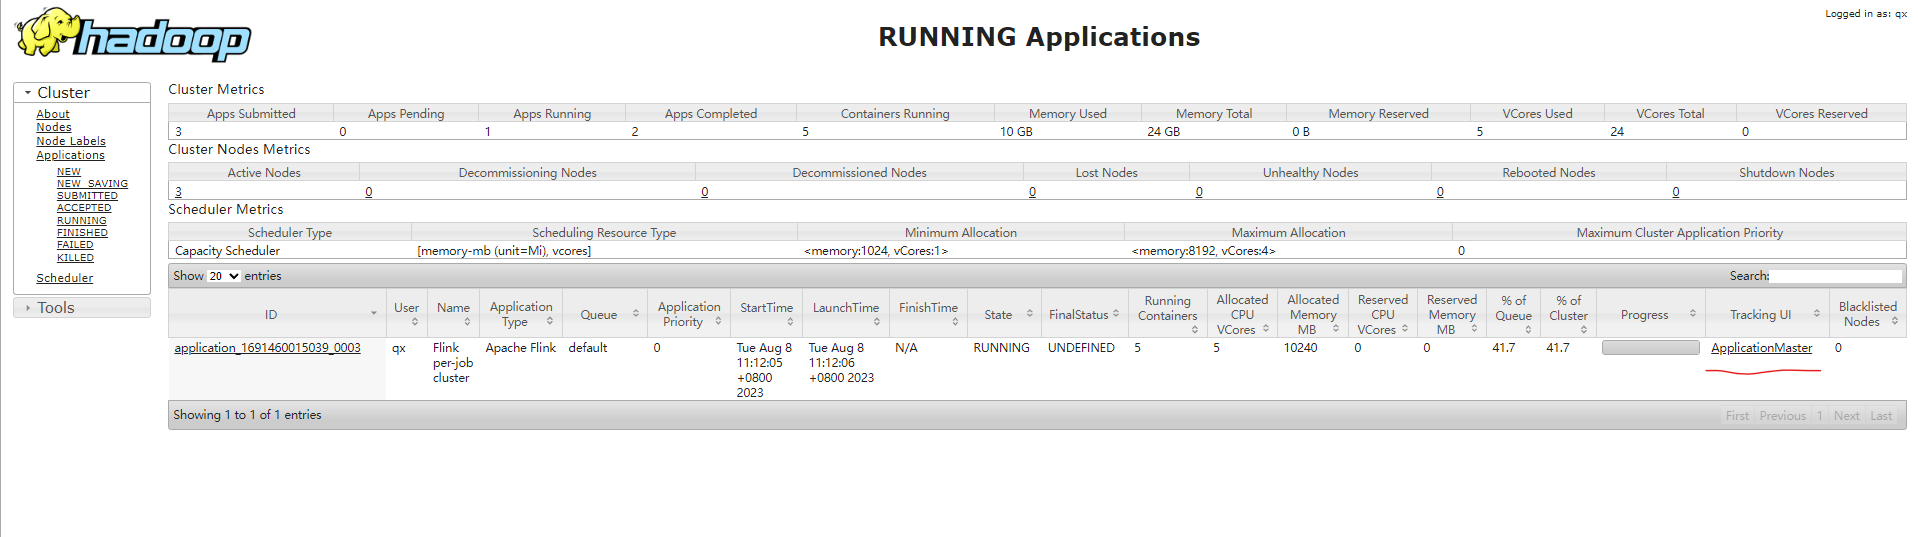 hadoop
RUNNING Applications
Logged in as: qx
Cluster
About
Nodes
Node Labels
Applications
NEW
NEW_SAVING
SUBMITTED
ACCEPTED
RUNNING
FINISHED
FAILED
KILLED
Scheduler
Tools
Cluster Metrics
Apps Submitted Apps Pending Apps Running Apps Completed Containers Running Memory Used Memory Total Memory Reserved VCores Used VCores Total VCores Reserved
3 0 1 2 5 10 GB 24 GB 0 B 5 24 0
Cluster Nodes Metrics
Active Nodes Decommissioning Nodes Decommissioned Nodes Lost Nodes Unhealthy Nodes Rebooted Nodes Shutdown Nodes
3 0 0 0 0 0 0
Scheduler Metrics
Scheduler Type Scheduling Resource Type Minimum Allocation Maximum Allocation Maximum Cluster Application Priority
Capacity Scheduler [memory-mb (unit=Mi), vcores] <memory:1024, vCores:1> <memory:8192, vCores:4> 0
Show 20 entries Search:
ID User Name Application Type Queue Application Priority StartTime LaunchTime FinishTime State FinalStatus Running Containers Allocated CPU VCores Allocated Memory MB Reserved CPU VCores Reserved Memory MB % of Queue % of Cluster Progress Tracking UI Blacklisted Nodes
application_1691460015039_0003 qx Flink per-job cluster Apache Flink default 0 Tue Aug 8 11:12:05 +0800 2023 Tue Aug 8 11:12:06 +0800 2023 N/A RUNNING UNDEFINED 5 5 10240 0 0 41.7 41.7 ApplicationMaster 0
Showing 1 to 1 of 1 entries First Previous 1 Next Last